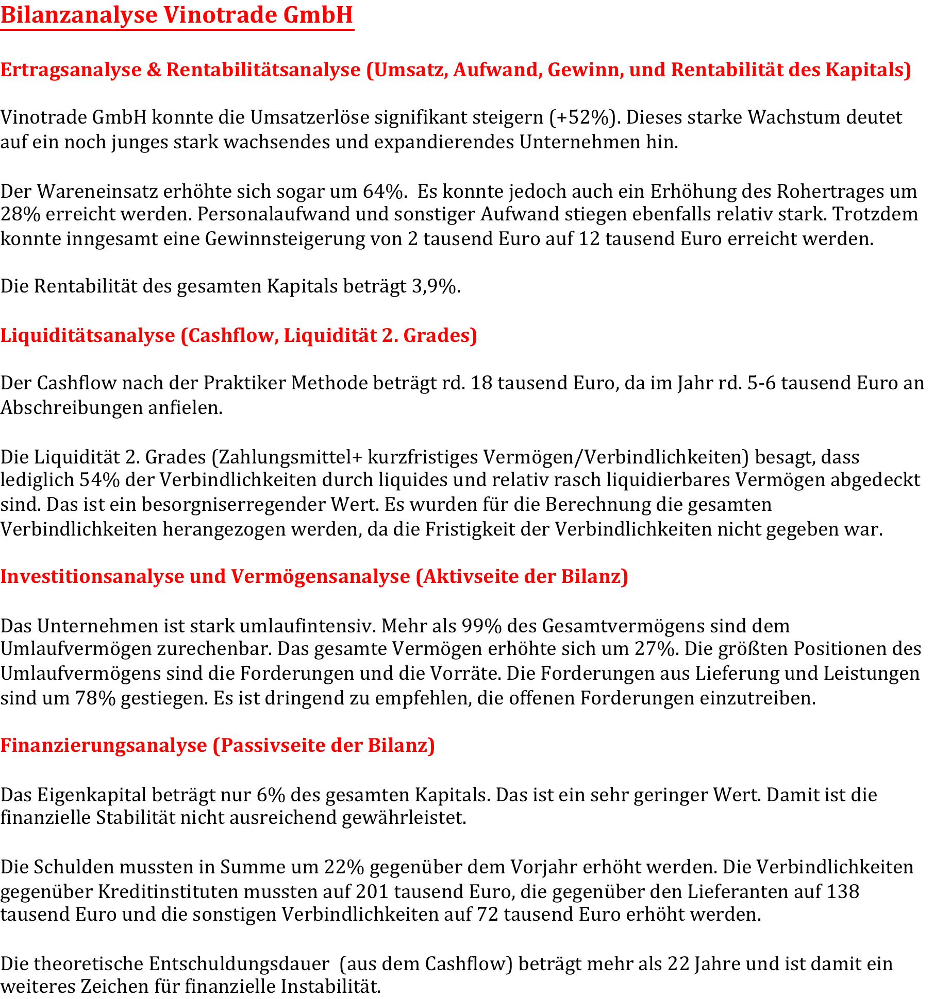 Bilanzanalyse Vinotrade GmbH
Ertragsanalyse & Rentabilitätsanalyse (Umsatz, Aufwand, Gewinn, und Rentabilität des Kapitals)
Vinotrade GmbH konnte die Umsatzerlöse signifikant steigern (+52%). Dieses starke Wachstum deutet
auf ein noch junges stark wachsendes und expandierendes Unternehmen hin.
Der Wareneinsatz erhöhte sich sogar um 64%.  Es konnte jedoch auch ein Erhöhung des Rohertrages um
28% erreicht werden. Personalaufwand und sonstiger Aufwand stiegen ebenfalls relativ stark. Trotzdem
konnte inngesamt eine Gewinnsteigerung von 2 tausend Euro auf 12 tausend Euro erreicht werden.
Die Rentabilität des gesamten Kapitals beträgt 3,9%.
Liquiditätsanalyse (Cashflow, Liquidität 2. Grades)
Der Cashflow nach der Praktiker Methode beträgt rd. 18 tausend Euro, da im Jahr rd. 5-6 tausend Euro an
Abschreibungen anfielen.
Die Liquidität 2. Grades (Zahlungsmittel+ kurzfristiges Vermögen/Verbindlichkeiten) besagt, dass
lediglich 54% der Verbindlichkeiten durch liquides und relativ rasch liquidierbares Vermögen abgedeckt
sind. Das ist ein besorgniserregender Wert. Es wurden für die Berechnung die gesamten
Verbindlichkeiten herangezogen werden, da die Fristigkeit der Verbindlichkeiten nicht gegeben war.
Investitionsanalyse und Vermögensanalyse (Aktivseite der Bilanz)
Das Unternehmen ist stark umlaufintensiv. Mehr als 99% des Gesamtvermögens sind dem
Umlaufvermögen zurechenbar. Das gesamte Vermögen erhöhte sich um 27%. Die größten Positionen des
Umlaufvermögens sind die Forderungen und die Vorräte. Die Forderungen aus Lieferung und Leistungen
sind um 78% gestiegen. Es ist dringend zu empfehlen, die offenen Forderungen einzutreiben.
Finanzierungsanalyse (Passivseite der Bilanz)
Das Eigenkapital beträgt nur 6% des gesamten Kapitals. Das ist ein sehr geringer Wert. Damit ist die
finanzielle Stabilität nicht ausreichend gewährleistet.
Die Schulden mussten in Summe um 22% gegenüber dem Vorjahr erhöht werden. Die Verbindlichkeiten
gegenüber Kreditinstituten mussten auf 201 tausend Euro, die gegenüber den Lieferanten auf 138
tausend Euro und die sonstigen Verbindlichkeiten auf 72 tausend Euro erhöht werden.
Die theoretische Entschuldungsdauer  (aus dem Cashflow) beträgt mehr als 22 Jahre und ist damit ein
weiteres Zeichen für finanzielle Instabilität.